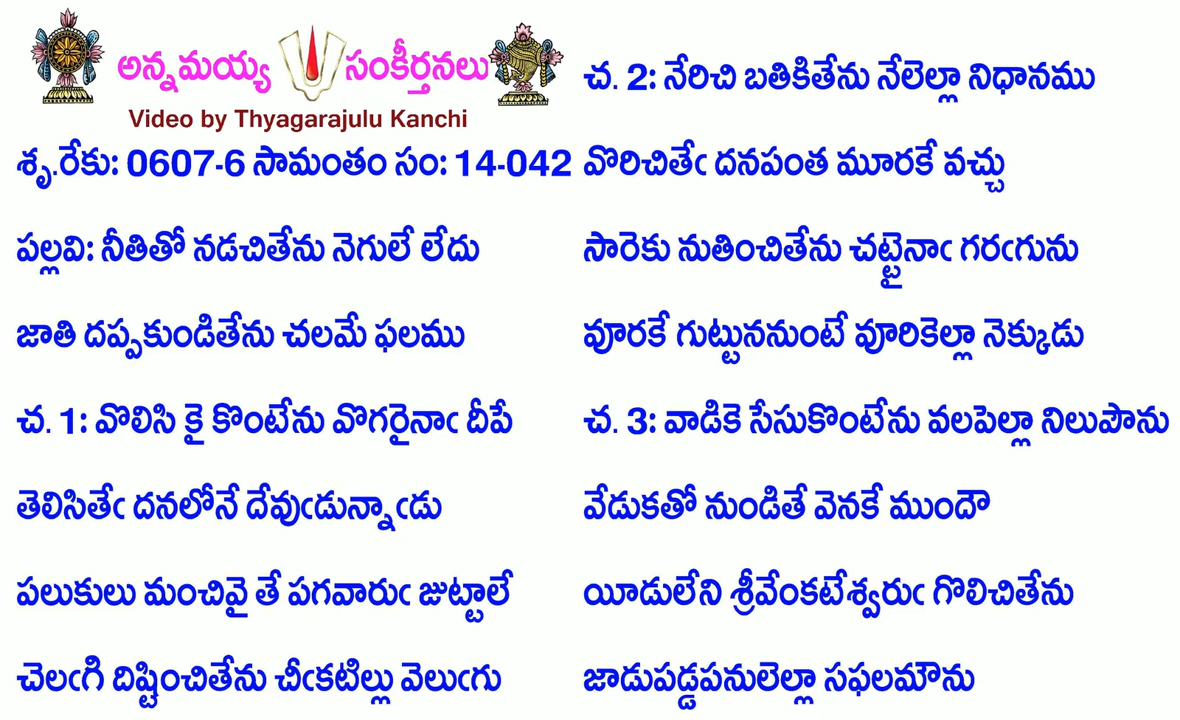 అన్నమయ్య సంకీర్తనలు
Video by Thyagarajulu Kanchi
శృ.రేకు: 0607-6 సామంతం సం: 14-042
పల్లవి: నీతితో నడచితేను నెగులే లేదు
జాతి దప్పకుండితేను చలమే ఫలము
చ. 1: వొలిసి కై కొంటేను వొగరైనాఁ దీపే
తెలిసితేఁ దనలోనే దేవుఁడున్నాఁడు
పలుకులు మంచివై తే పగవారుఁ జుట్టాలే
చెలఁగి దిష్టించితేను చీఁకటిల్లు వెలుఁగు
చ. 2: నేరిచి బతికితేను నేలెల్లా నిధానము
వొరిచితేఁ దనపంత మూరకే వచ్చు
సారెకు నుతించితేను చట్టైనాఁ గరఁగును
వూరకే గుట్టుననుంటే వూరికెల్లా నెక్కుడు
చ. 3: వాడికె సేసుకొంటేను వలపెల్లా నిలుపౌను
వేడుకతో నుండితే వెనకే ముందౌ
యీడులేని శ్రీవేంకటేశ్వరుఁ గొలిచితేను
జాడుపడ్డపనులెల్లా సఫలమౌను